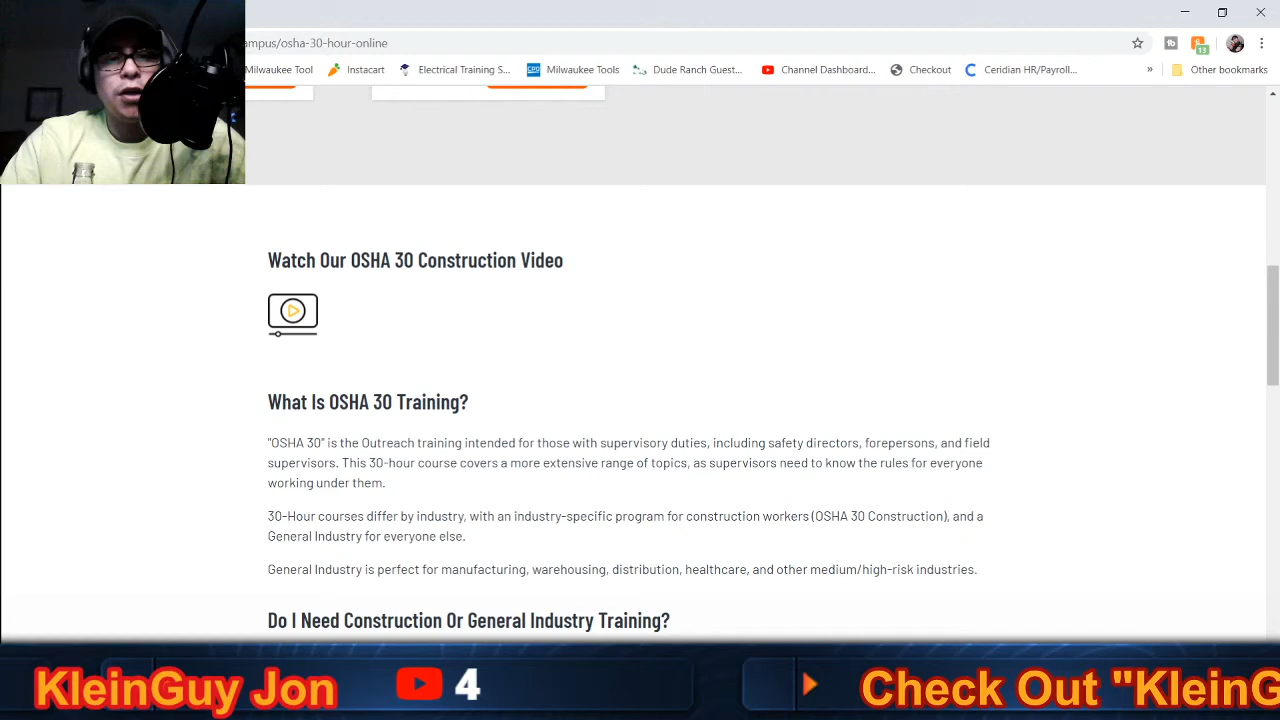 ampus/osha-30-hour-online
13
Milwaukee Tool Instacart Electrical Training S... CPO Milwaukee Tools Dude Ranch Guest... Channel Dashboard... Checkout Ceridian HR/Payroll... » Other bookmarks
Watch Our OSHA 30 Construction Video
What Is OSHA 30 Training?
"OSHA 30" is the Outreach training intended for those with supervisory duties, including safety directors, forepersons, and field
supervisors. This 30-hour course covers a more extensive range of topics, as supervisors need to know the rules for everyone
working under them.
30-Hour courses differ by industry, with an industry-specific program for construction workers (OSHA 30 Construction), and a
General Industry for everyone else.
General Industry is perfect for manufacturing, warehousing, distribution, healthcare, and other medium/high-risk industries.
Do I Need Construction Or General Industry Training?
KleinGuy Jon 4 Check Out "KleinG